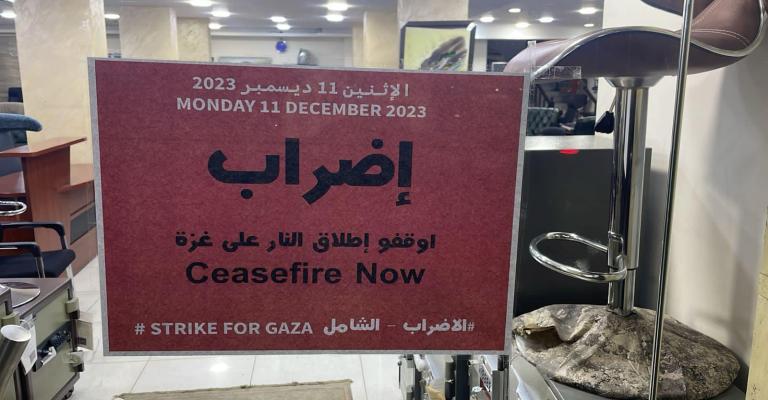 الإثنين 11 ديسمبر 2023
MONDAY 11 DECEMBER 2023
إضراب
اوقفو إطلاق النار على غزة
Ceasefire Now
# STRIKE FOR GAZA #الاضراب - الشامل